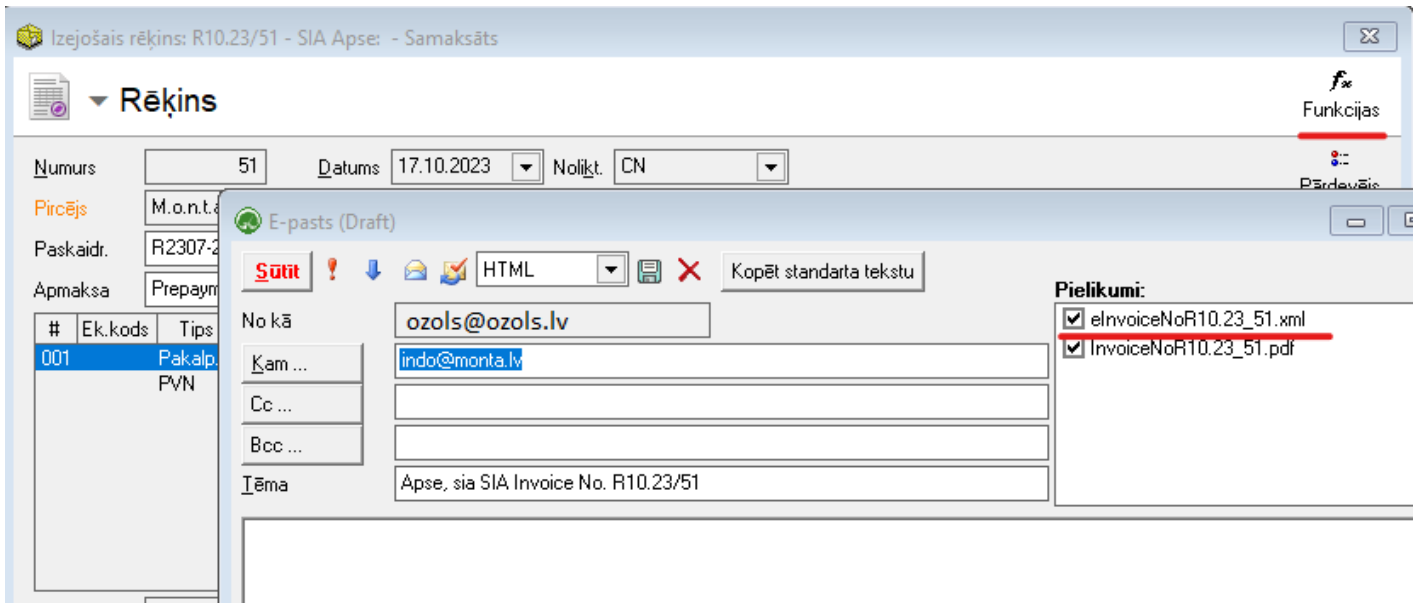 Izejošais rēķins: R10.23/51 - SIA Apse: - Samaksāts
Rēķins
Funkcijas
Numurs 51 Datums 17.10.2023 Nolikt. CN
Pārdevējs
Pircējs M.o.n.t.
E-pasts (Draft)
Paskaidr. R2307-2
Sūtīt HTML Kopēt standarta tekstu
Apmaksa Prepaym
Pielikumi:
# Ek.kods Tips
No kā ozols@ozols.lv
eInvoiceNoR10.23_51.xml
001 Pakalp.
Kam ... indo@monta.lv
InvoiceNoR10.23_51.pdf
PVN
Cc ...
Bcc ...
Tēma Apse, sia SIA Invoice No. R10.23/51